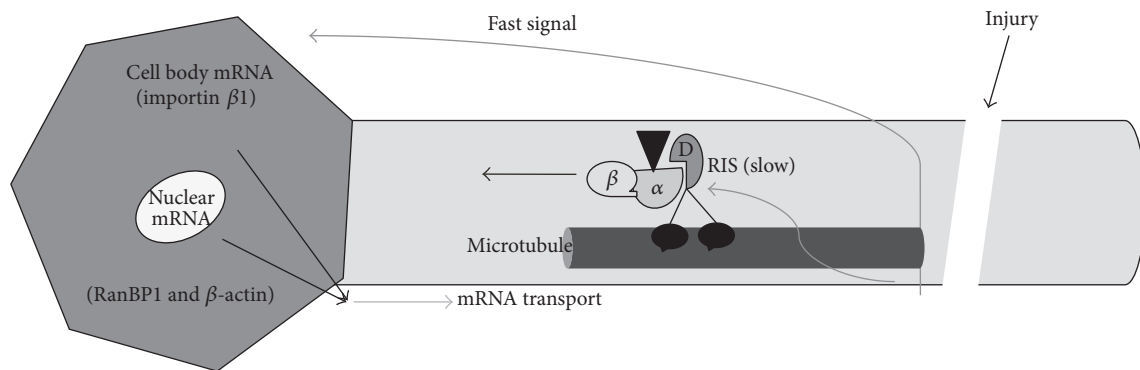 Fast signal
Injury
Cell body mRNA
(importin β1)
D
RIS (slow)
β
α
Nuclear
mRNA
Microtubule
(RanBP1 and β-actin)
mRNA transport